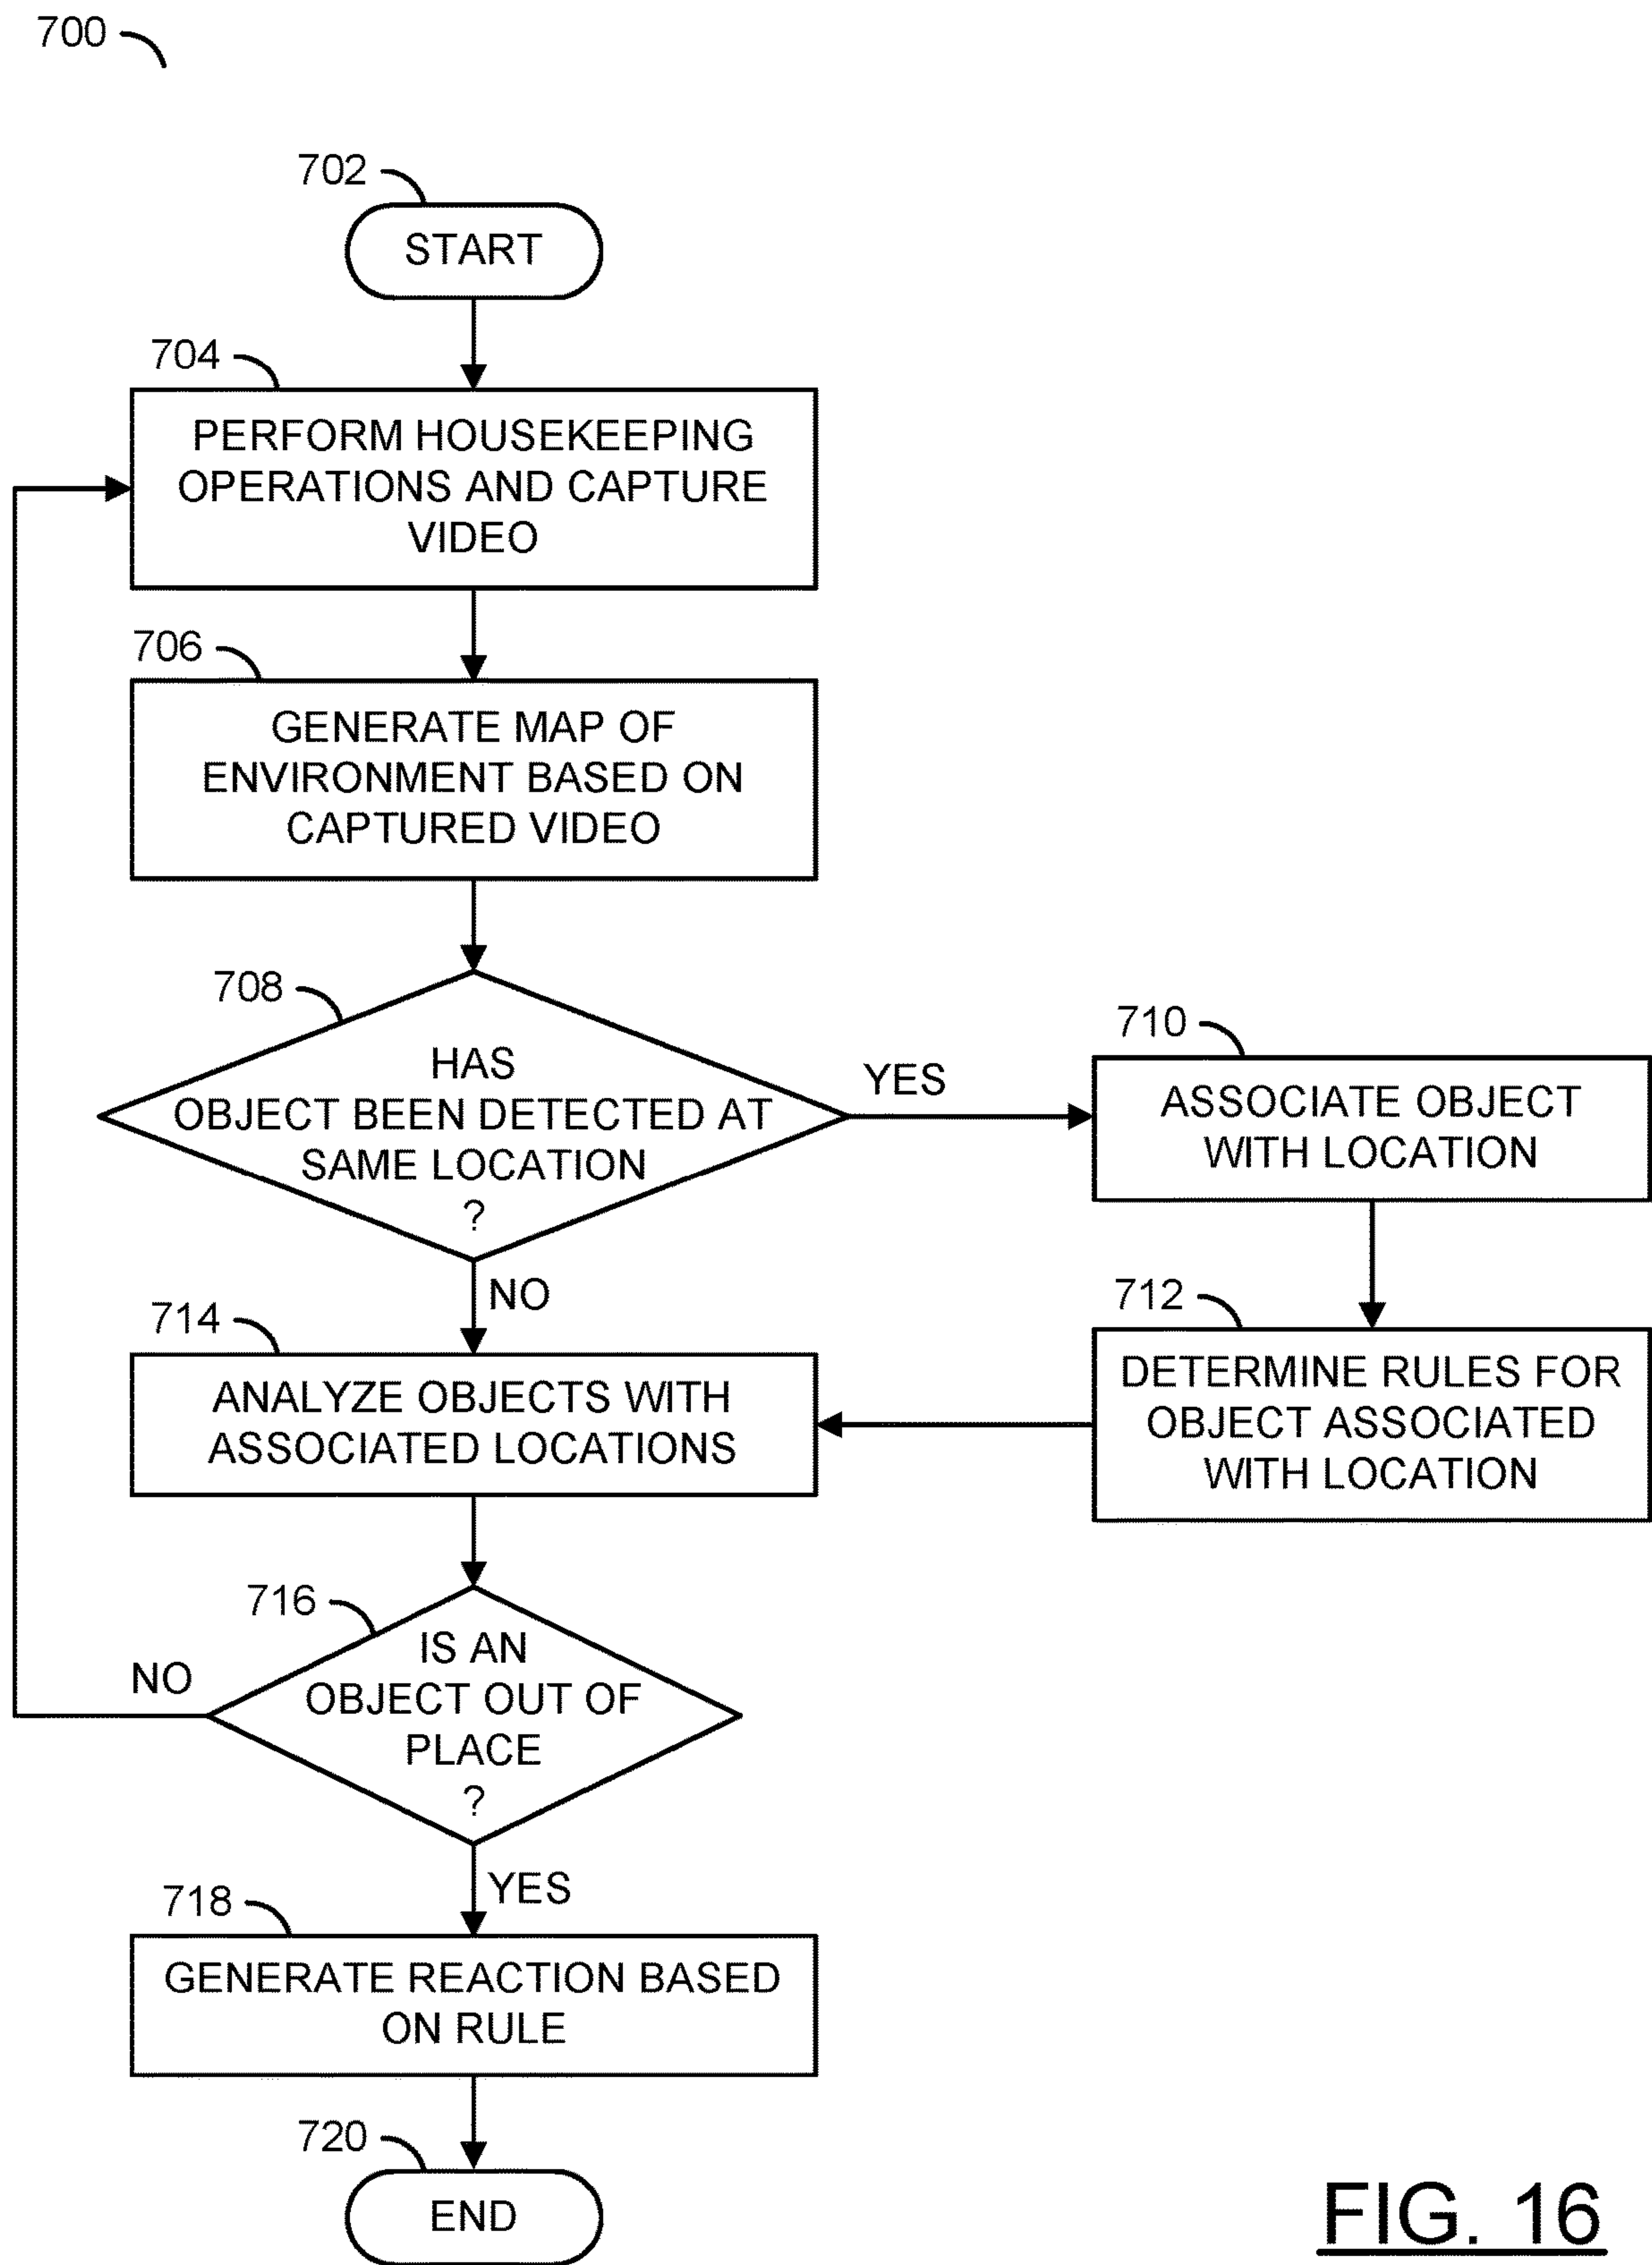 700
702
START
704
PERFORM HOUSEKEEPING
OPERATIONS AND CAPTURE
VIDEO
706
GENERATE MAP OF
ENVIRONMENT BASED ON
CAPTURED VIDEO
708
HAS
OBJECT BEEN DETECTED AT
SAME LOCATION
?
YES
710
ASSOCIATE OBJECT
WITH LOCATION
NO
712
DETERMINE RULES FOR
OBJECT ASSOCIATED
WITH LOCATION
714
ANALYZE OBJECTS WITH
ASSOCIATED LOCATIONS
716
IS AN
OBJECT OUT OF
PLACE
?
NO
YES
718
GENERATE REACTION BASED
ON RULE
720
END
FIG. 16